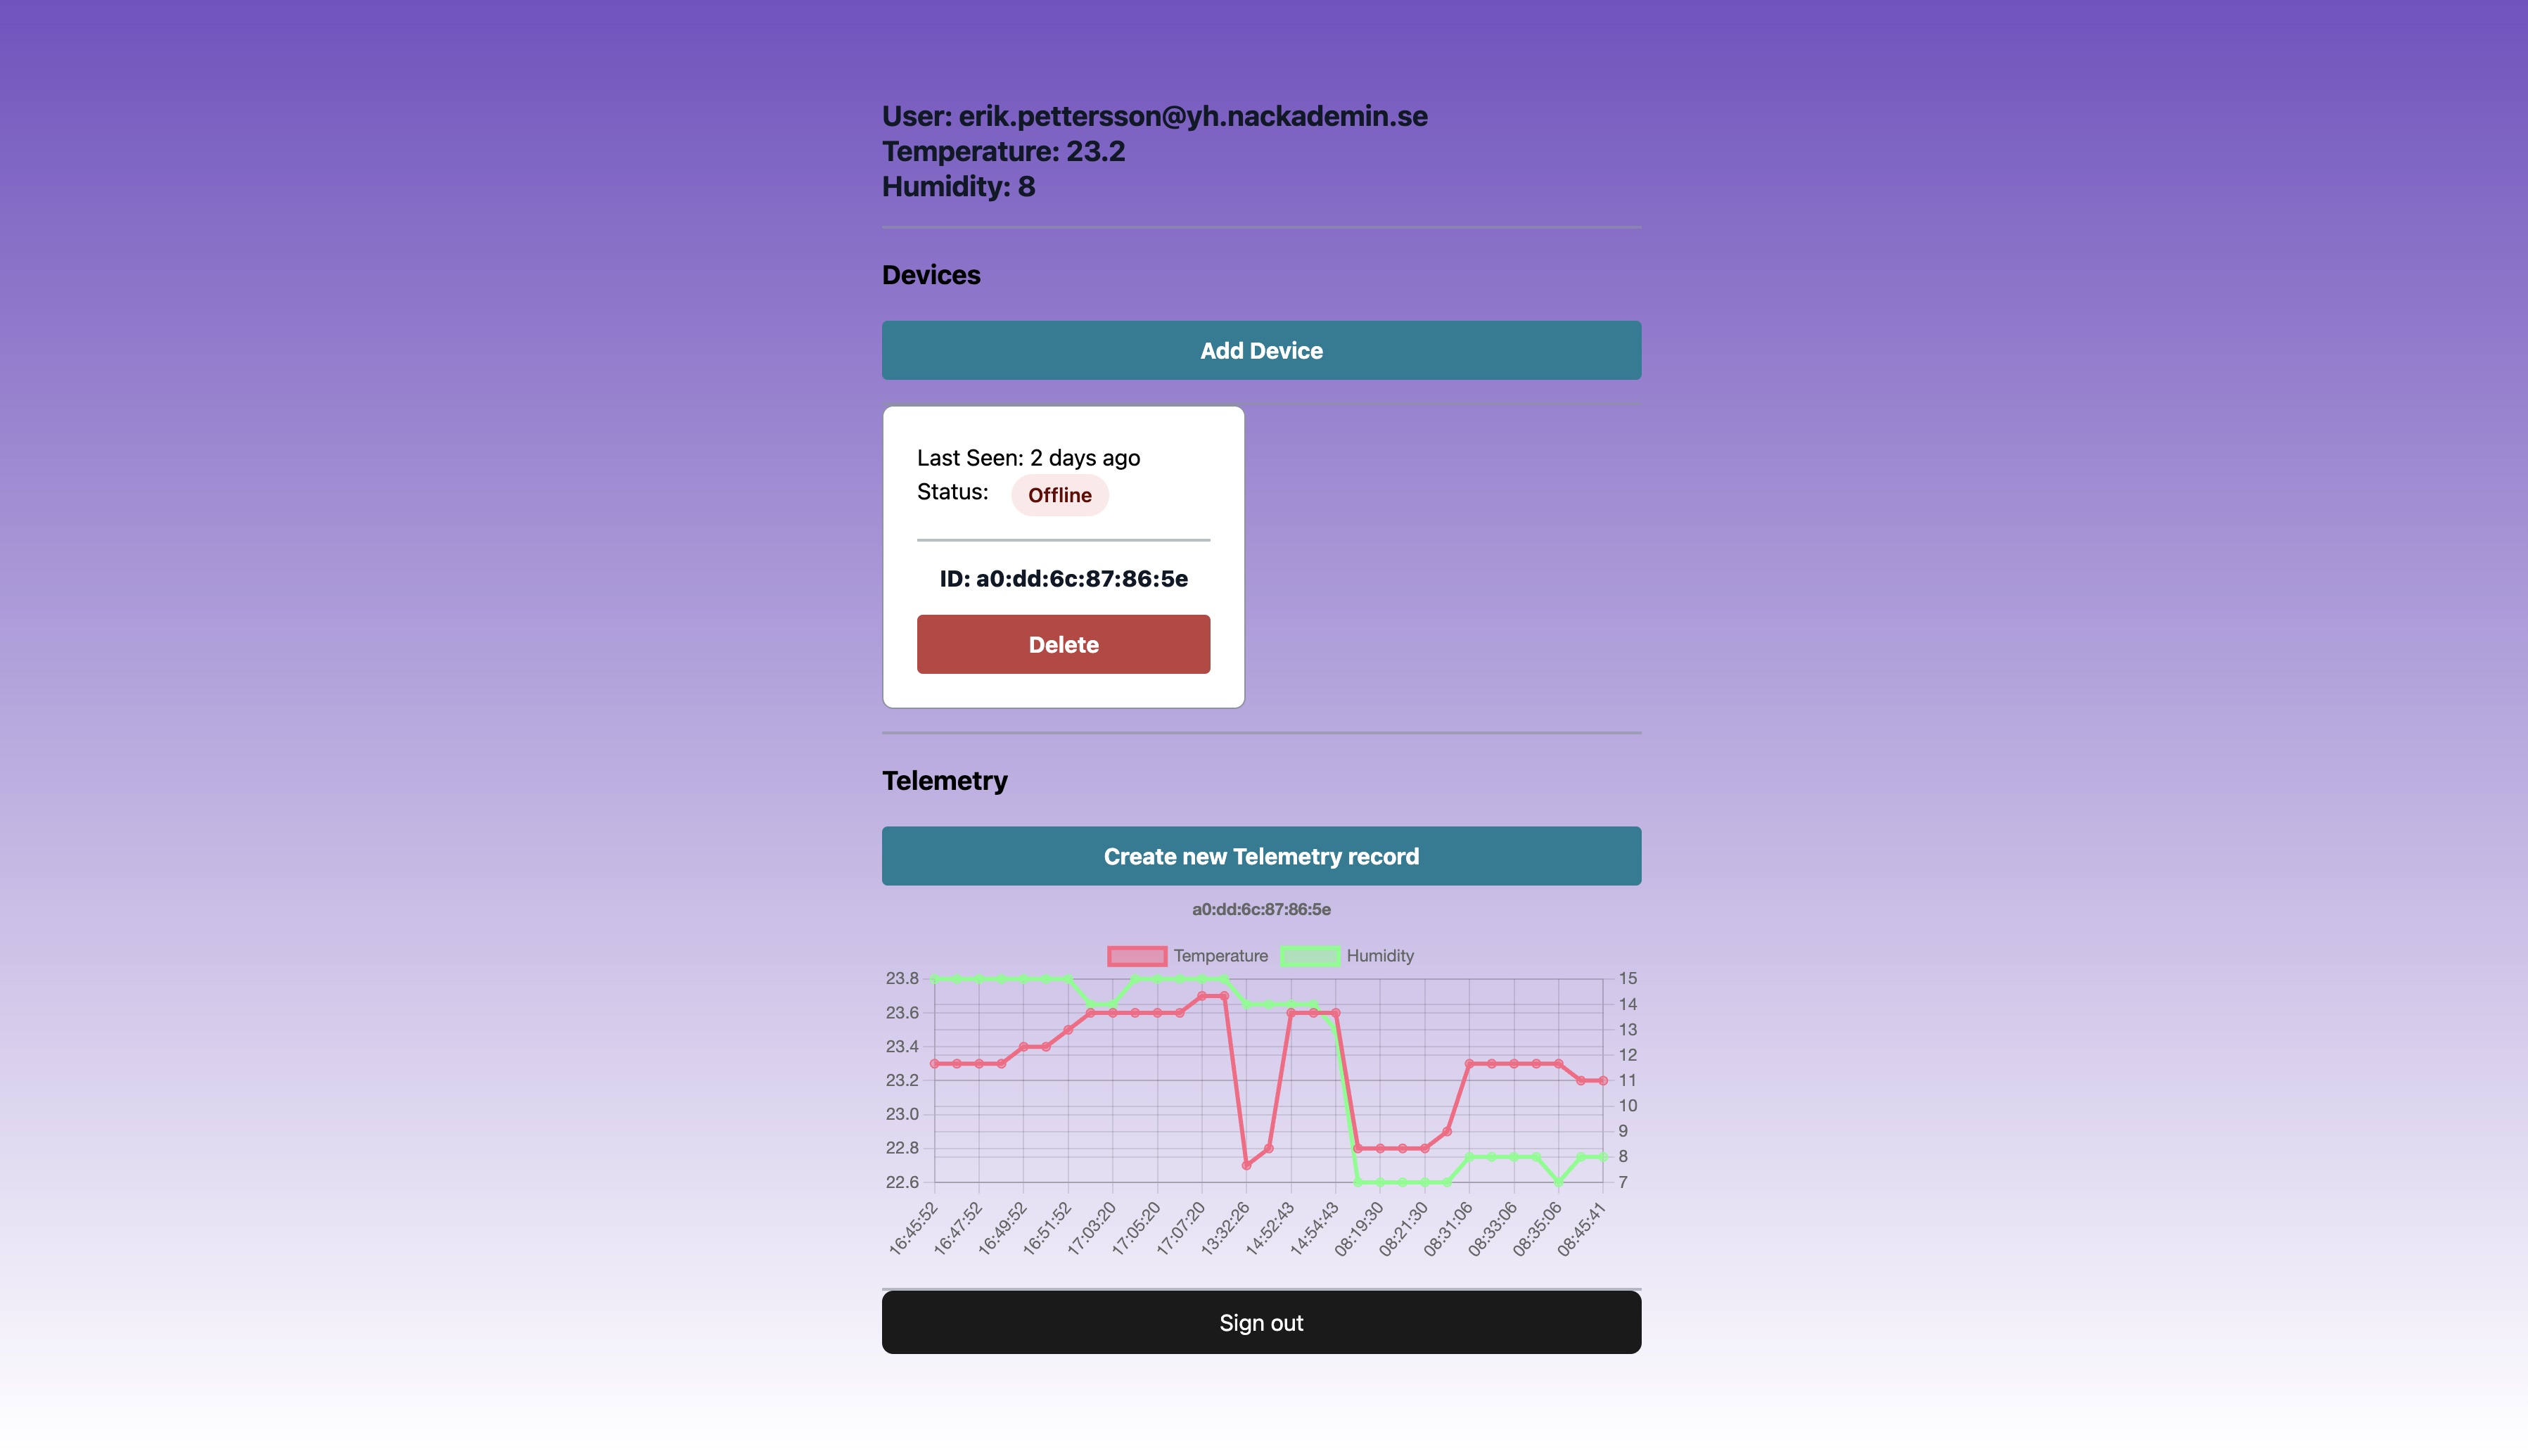 User: erik.pettersson@yh.nackademin.se
Temperature: 23.2
Humidity: 8
Devices
Add Device
Last Seen: 2 days ago
Status: Offline
ID: a0:dd:6c:87:86:5e
Delete
Telemetry
Create new Telemetry record
a0:dd:6c:87:86:5e
Temperature Humidity
23.8 15
14
23.6
13
23.4
12
23.2 11
10
23.0
9
22.8
8
22.6 7
16:45:52 16:47:52 16:49:52 16:51:52 17:03:20 17:05:20 17:07:20 13:32:26 14:52:43 14:54:43 08:19:30 08:21:30 08:31:06 08:33:06 08:35:06 08:45:41
Sign out